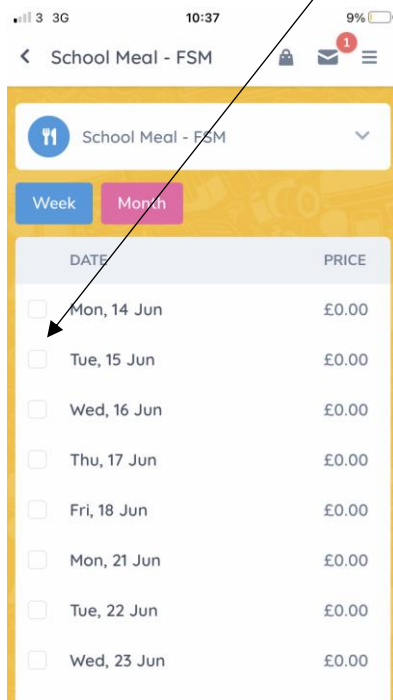 3 3G 10:37 9%
School Meal - FSM 1
School Meal - FSM
Week Month
DATE PRICE
Mon, 14 Jun £0.00
Tue, 15 Jun £0.00
Wed, 16 Jun £0.00
Thu, 17 Jun £0.00
Fri, 18 Jun £0.00
Mon, 21 Jun £0.00
Tue, 22 Jun £0.00
Wed, 23 Jun £0.00